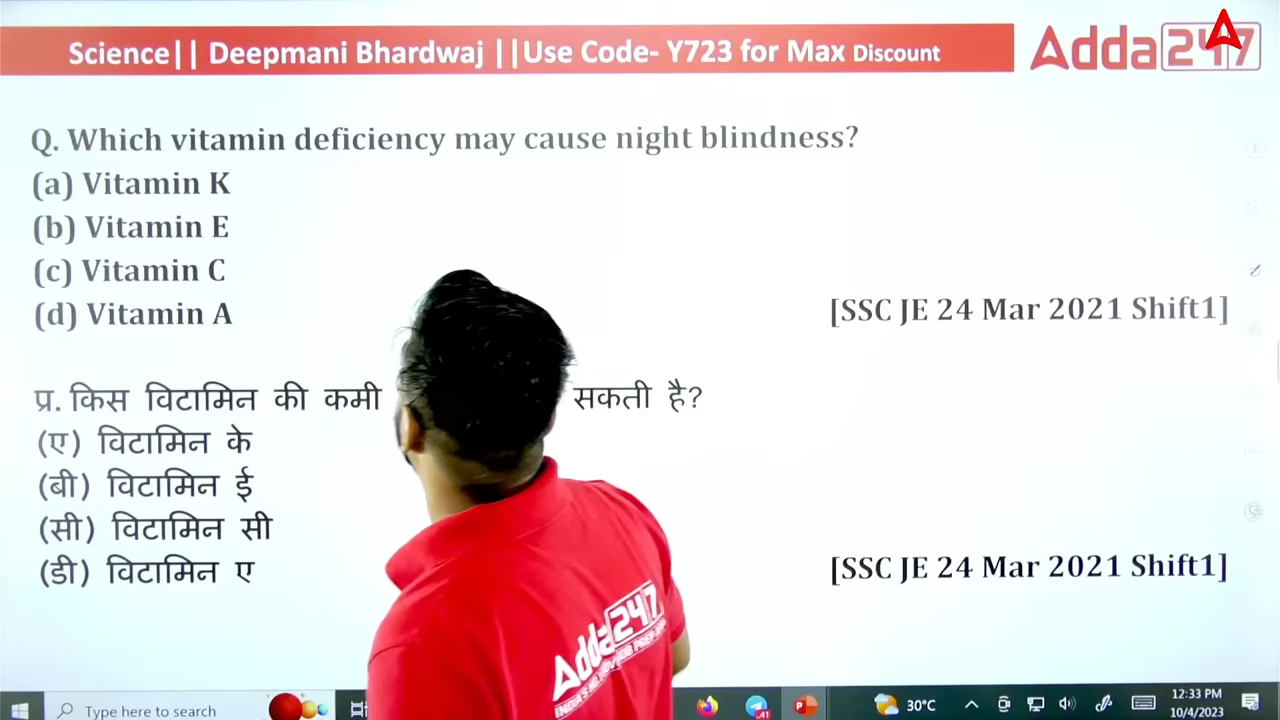 Science|| Deepmani Bhardwaj ||Use Code- Y723 for Max Discount
Adda 247
Q. Which vitamin deficiency may cause night blindness?
(a) Vitamin K
(b) Vitamin E
(c) Vitamin C
(d) Vitamin A
[SSC JE 24 Mar 2021 Shift1]
प्र. किस विटामिन की कमी सकती है?
(ए) विटामिन के
(बी) विटामिन ई
(सी) विटामिन सी
(डी) विटामिन ए
[SSC JE 24 Mar 2021 Shift1]
Adda247
Type here to search
30°C
12:33 PM
10/4/2023